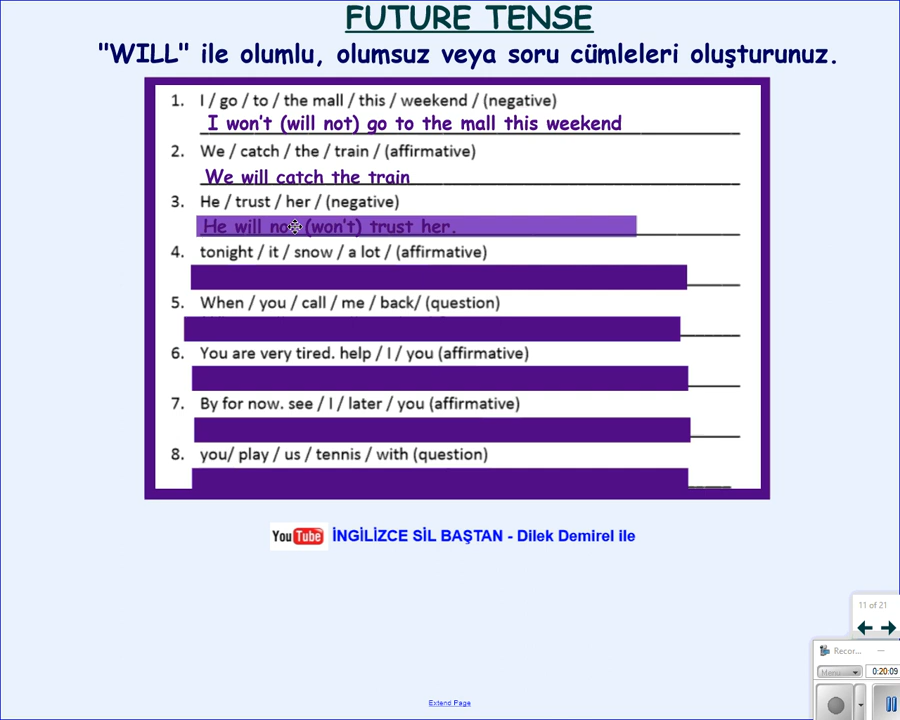 FUTURE TENSE
"WILL" ile olumlu, olumsuz veya soru cümleleri oluşturunuz.
1. I / go / to / the mall / this / weekend / (negative)
I won't (will not) go to the mall this weekend
2. We / catch / the / train / (affirmative)
We will catch the train
3. He / trust / her / (negative)
He will not (won't) trust her.
4. tonight / it / snow / a lot / (affirmative)
5. When / you / call / me / back/ (question)
6. You are very tired. help / I / you (affirmative)
7. By for now. see / I / later / you (affirmative)
8. you/ play / us / tennis / with (question)
YouTube İNGİLİZCE SİL BAŞTAN - Dilek Demirel ile
11 of 21
Recor...
Menu 0:20:09
Extend Page